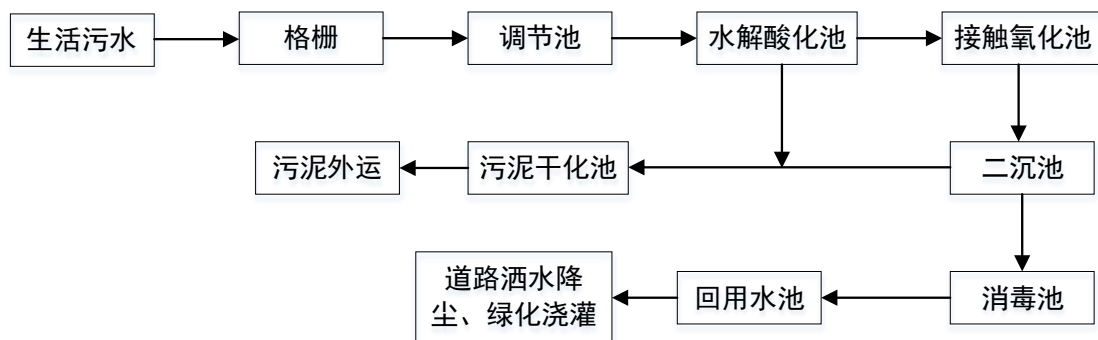 生活污水
格栅
调节池
水解酸化池
接触氧化池
污泥外运
污泥干化池
二沉池
道路洒水降
尘、绿化浇灌
回用水池
消毒池